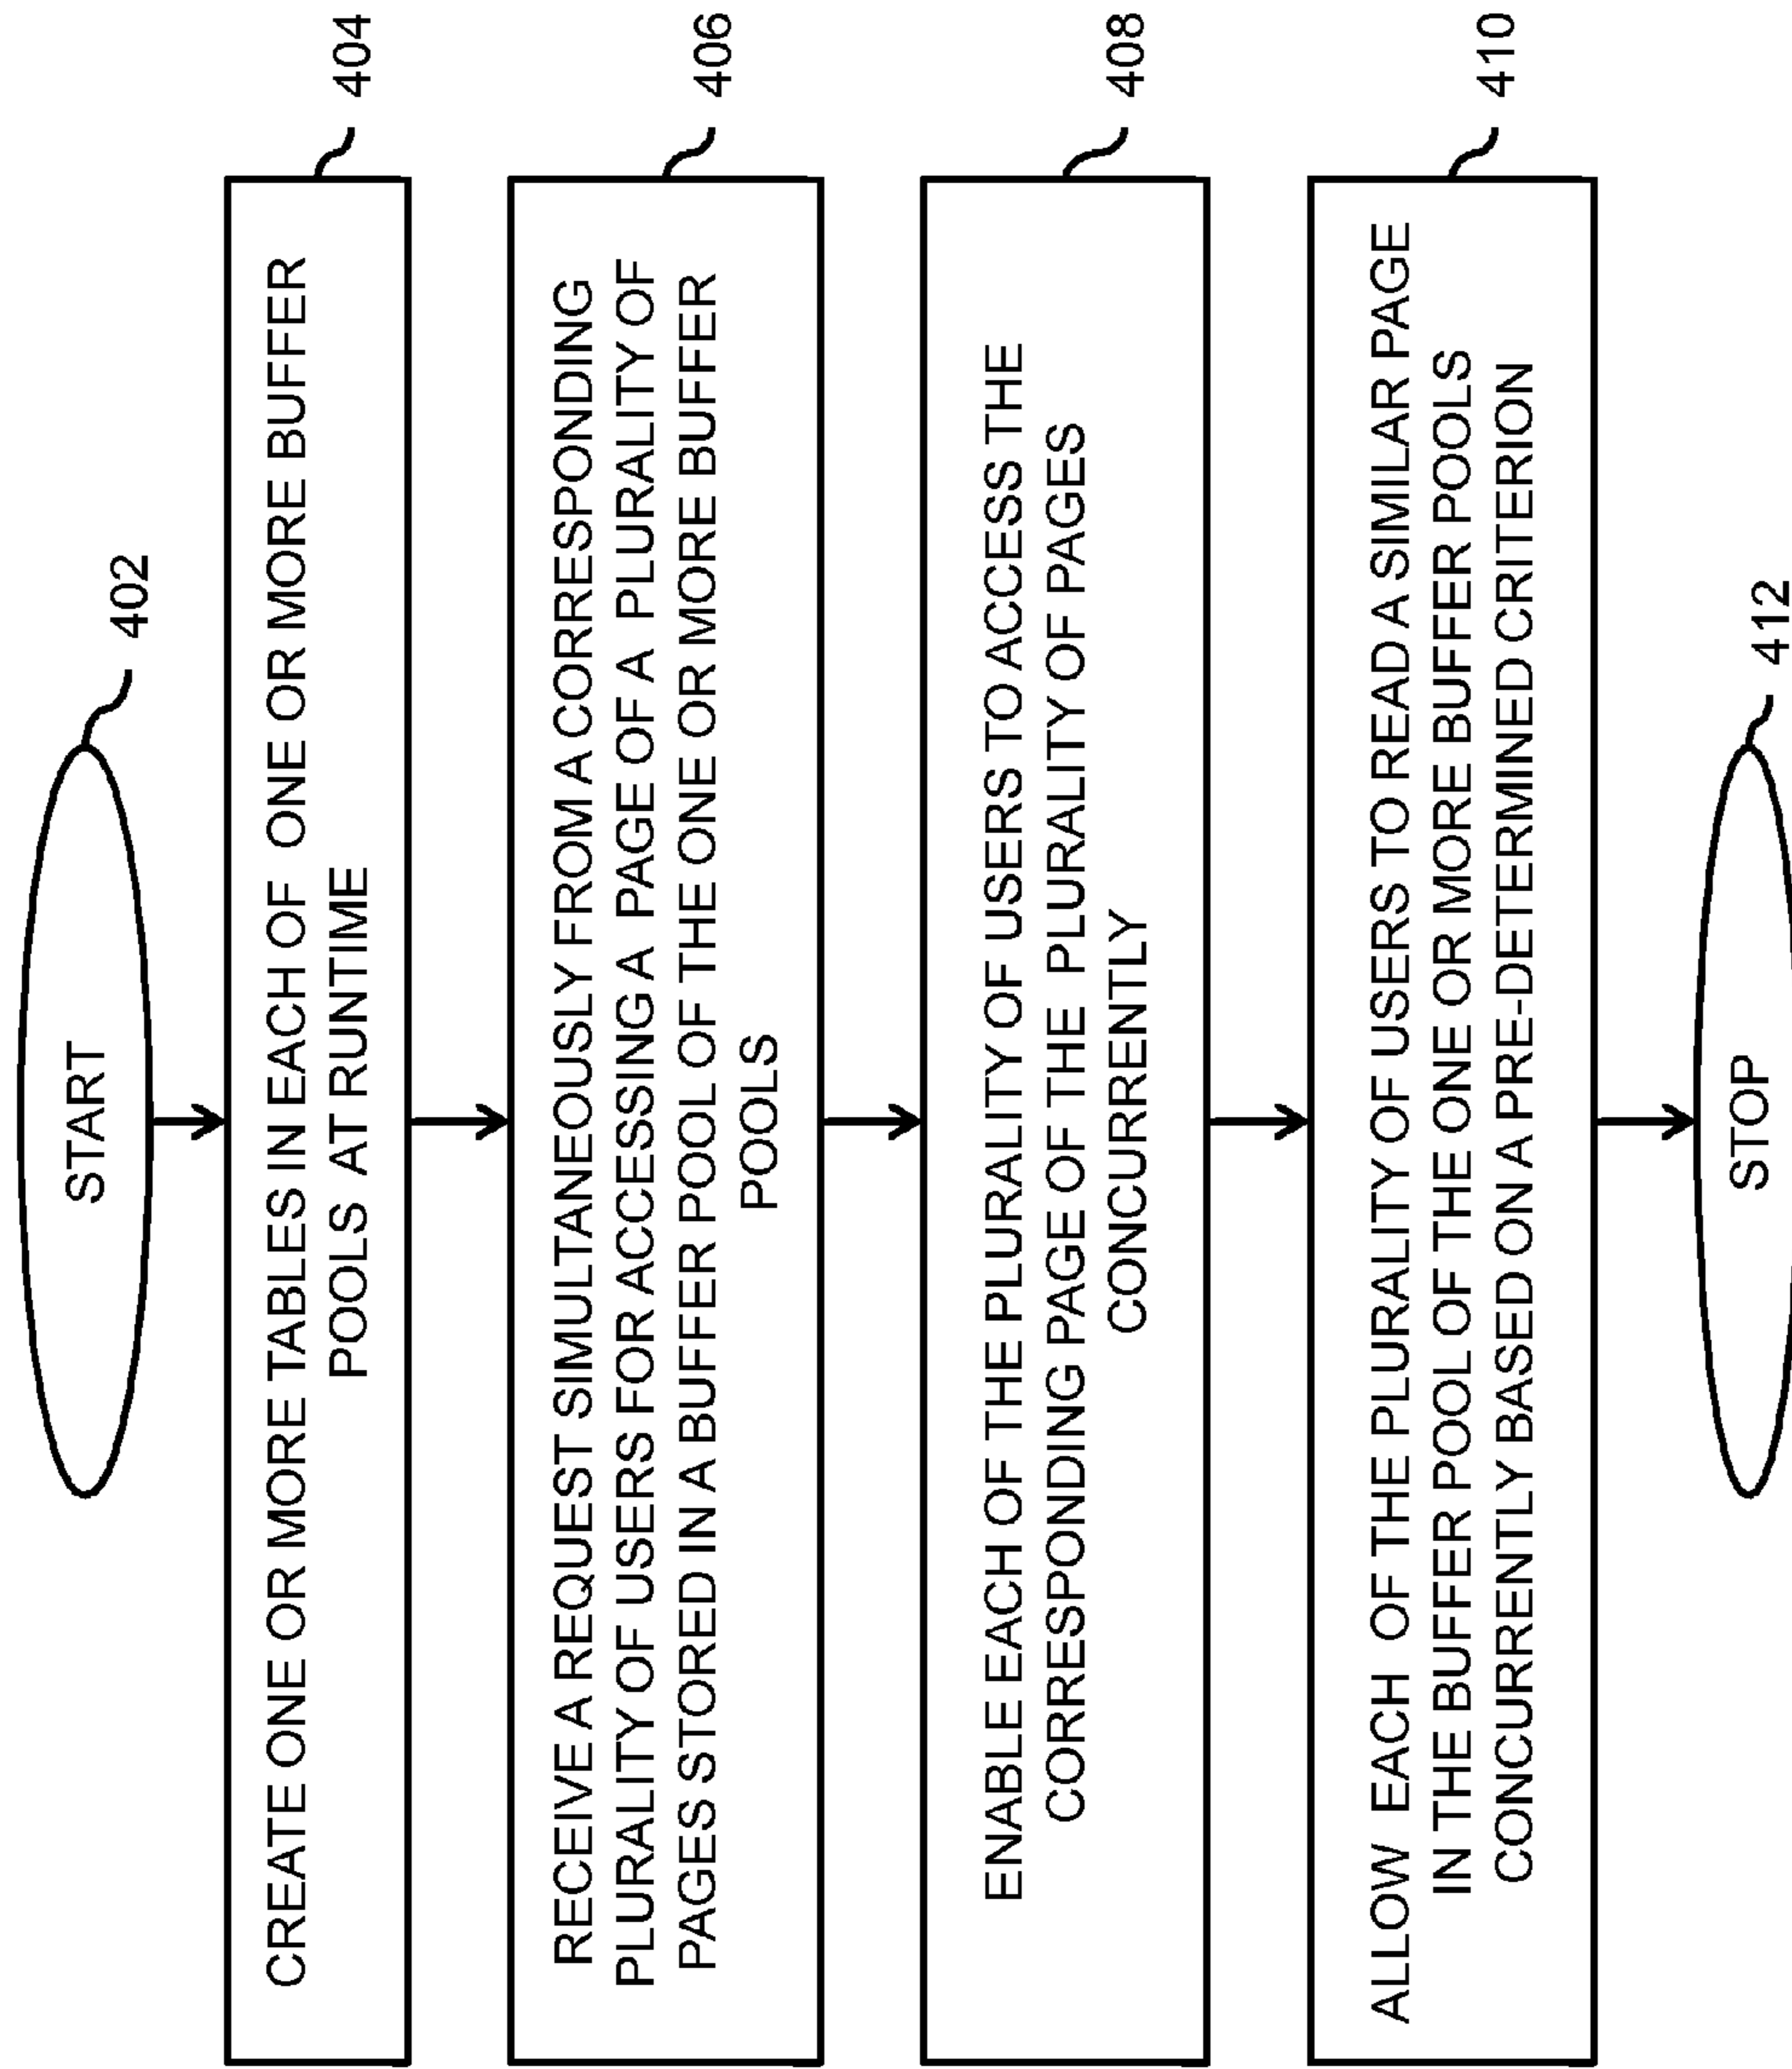 START
402
CREATE ONE OR MORE TABLES IN EACH OF ONE OR MORE BUFFER
POOLS AT RUNTIME
404
RECEIVE A REQUEST SIMULTANEOUSLY FROM A CORRESPONDING
PLURALITY OF USERS FOR ACCESSING A PAGE OF A PLURALITY OF
PAGES STORED IN A BUFFER POOL OF THE ONE OR MORE BUFFER
POOLS
406
ENABLE EACH OF THE PLURALITY OF USERS TO ACCESS THE
CORRESPONDING PAGE OF THE PLURALITY OF PAGES
CONCURRENTLY
408
ALLOW EACH OF THE PLURALITY OF USERS TO READ A SIMILAR PAGE
IN THE BUFFER POOL OF THE ONE OR MORE BUFFER POOLS
CONCURRENTLY BASED ON A PRE-DETERMINED CRITERION
410
STOP
412